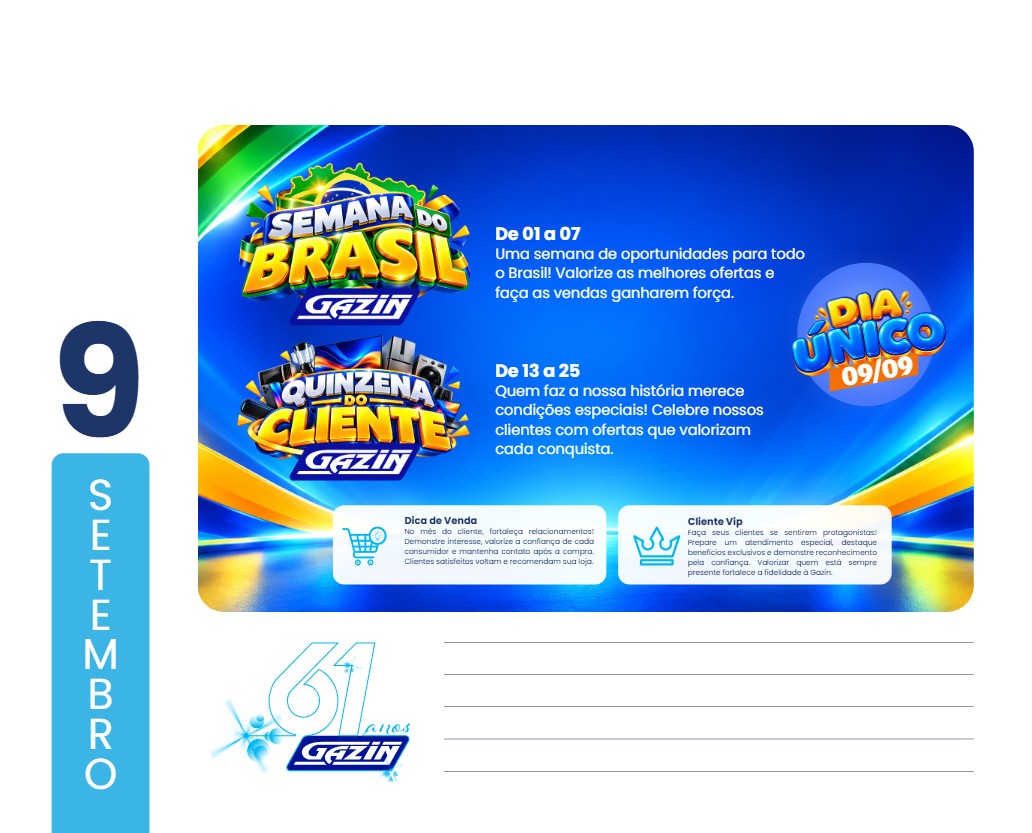 9
SETEMBRO
SEMANA DO
BRASIL
GAZIN
De 01 a 07
Uma semana de oportunidades para todo
o Brasil! Valorize as melhores ofertas e
faça as vendas ganharem força.
DIA
ÚNICO
09/09
QUINZENA
DO
CLIENTE
GAZIN
De 13 a 25
Quem faz a nossa história merece
condições especiais! Celebre nossos
clientes com ofertas que valorizam
cada conquista.
Dica de Venda
No mês do cliente, fortaleça relacionamentos!
Demonstre interesse, valorize a confiança de cada
consumidor e mantenha contato após a compra.
Clientes satisfeitos voltam e recomendam sua loja.
Cliente Vip
Faça seus clientes se sentirem protagonistas!
Prepare um atendimento especial, destaque
benefícios exclusivos e demonstre reconhecimento
pela confiança. Valorizar quem está sempre
presente fortalece a fidelidade à Gazin.
61
anos
GAZIN